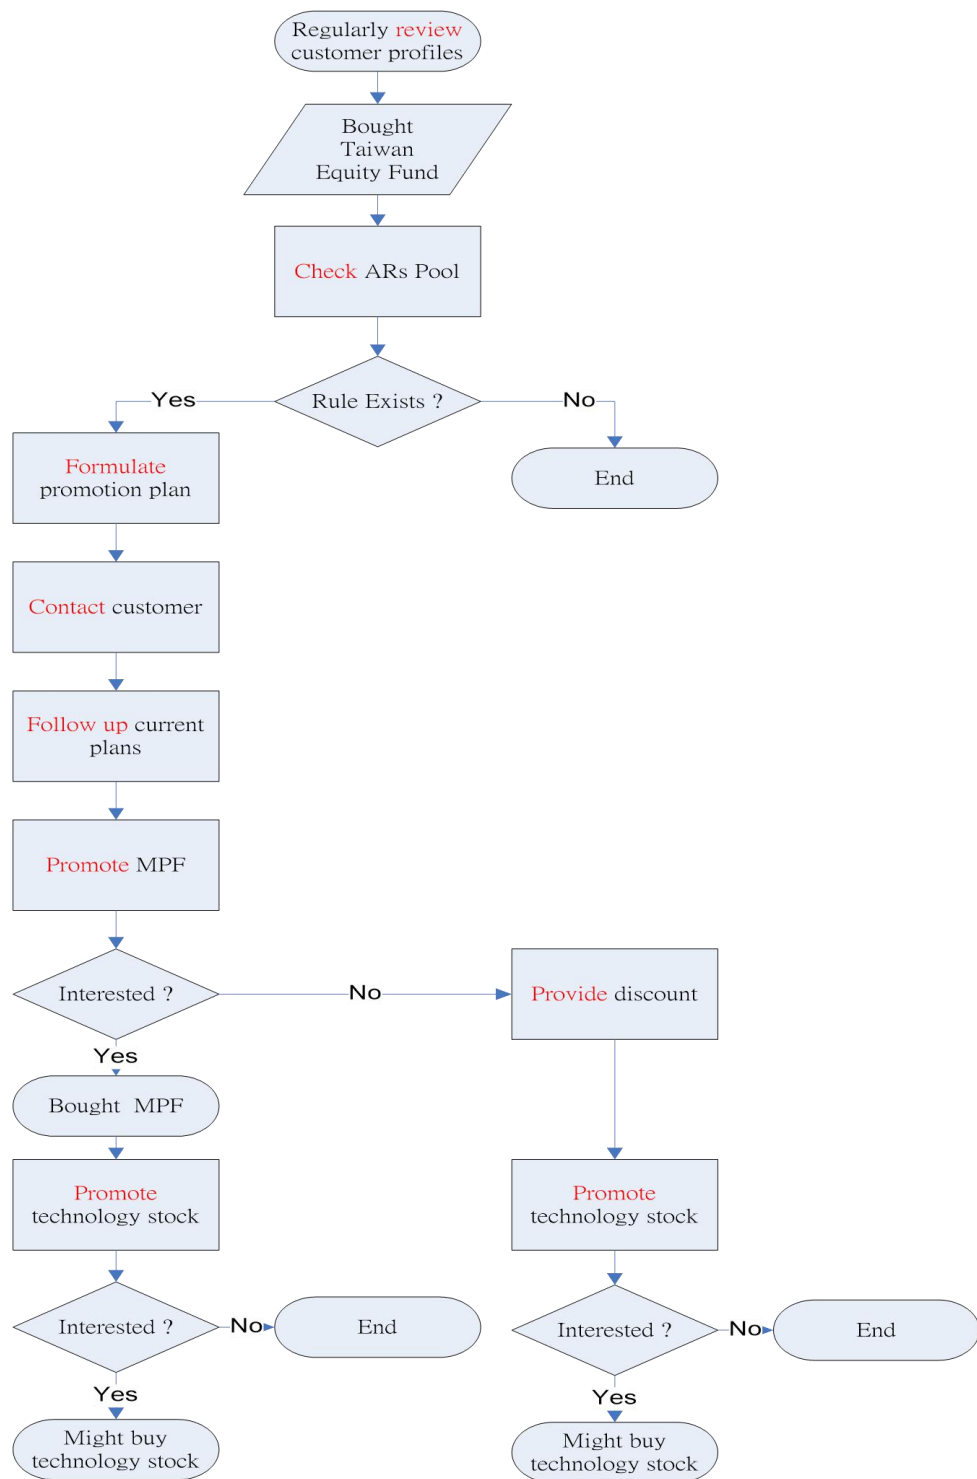 Regularly review
customer profiles
Bought
Taiwan
Equity Fund
Check ARs Pool
Rule Exists ?
Yes
No
Formulate
promotion plan
End
Contact customer
Follow up current
plans
Promote MPF
Interested ?
No
Provide discount
Yes
Bought MPF
Promote
technology stock
Promote
technology stock
Interested ?
No
End
Interested ?
No
End
Yes
Yes
Might buy
technology stock
Might buy
technology stock